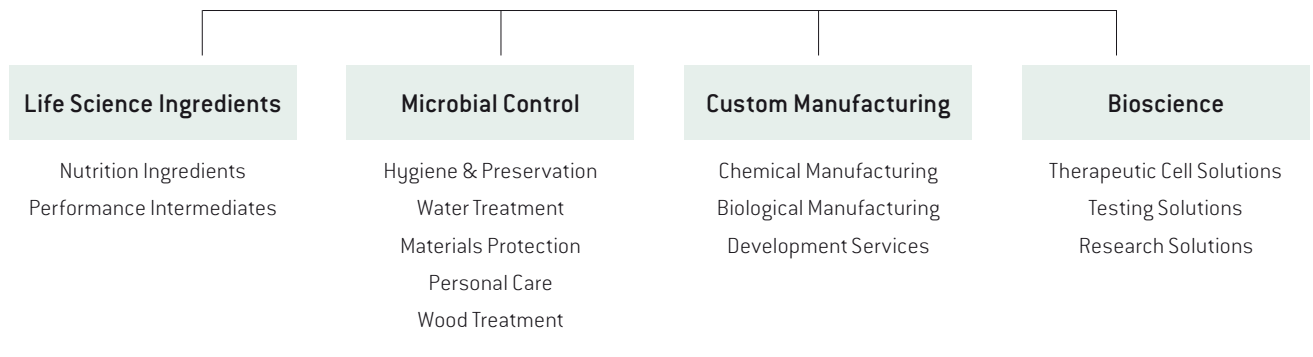 Life Science Ingredients
Nutrition Ingredients
Performance Intermediates
Microbial Control
Hygiene & Preservation
Water Treatment
Materials Protection
Personal Care
Wood Treatment
Custom Manufacturing
Chemical Manufacturing
Biological Manufacturing
Development Services
Bioscience
Therapeutic Cell Solutions
Testing Solutions
Research Solutions